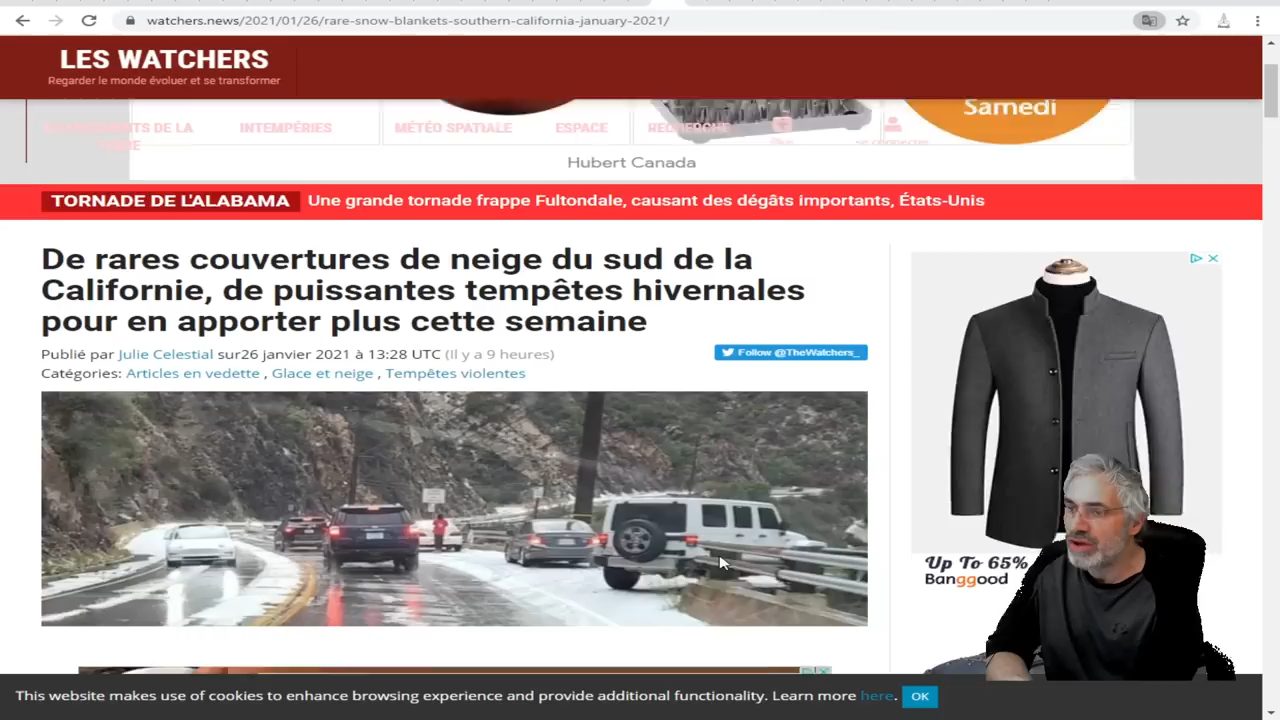 watchers.news/2021/01/26/rare-snow-blankets-southern-california-january-2021/
LES WATCHERS
Regarder le monde évoluer et se transformer
Samedi
INTEMPÉRIES
MÉTÉO SPATIALE
ESPACE
RECHERCHE
Hubert Canada
TORNADE DE L'ALABAMA Une grande tornade frappe Fultondale, causant des dégâts importants, États-Unis
De rares couvertures de neige du sud de la
Californie, de puissantes tempêtes hivernales
pour en apporter plus cette semaine
Publié par Julie Celestial sur26 janvier 2021 à 13:28 UTC (Il y a 9 heures)
Follow @TheWatchers_
Catégories: Articles en vedette , Glace et neige , Tempêtes violentes
Up To 65%
Banggood
This website makes use of cookies to enhance browsing experience and provide additional functionality. Learn more here. OK